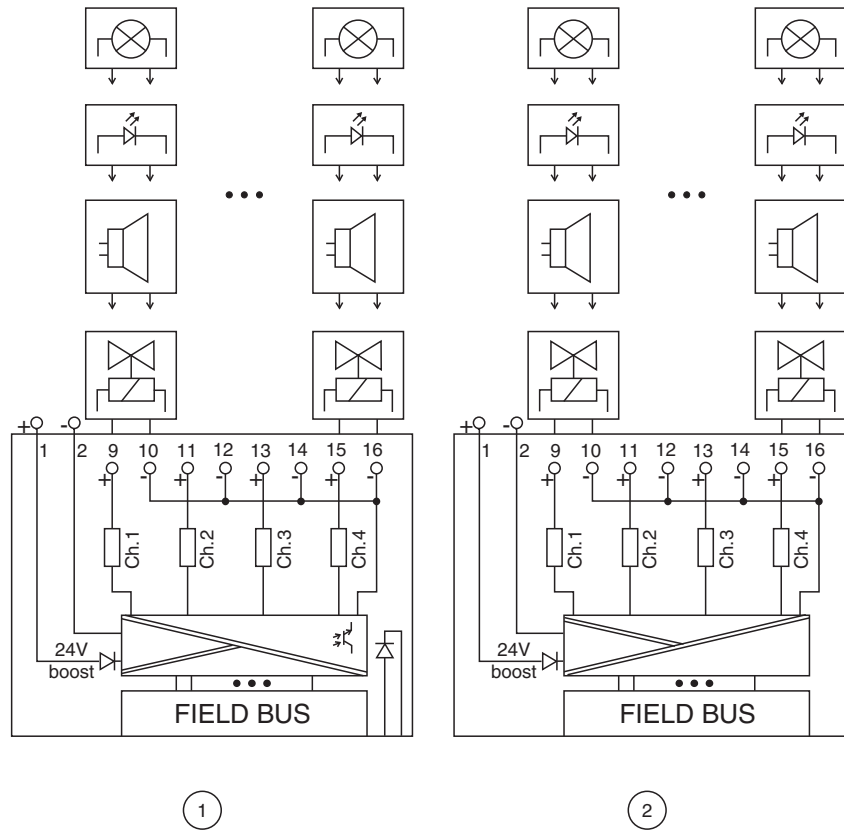 + 1 - 2 9 10 11 12 13 14 15 16
+ - + - + - + -
Ch.1 Ch.2 Ch.3 Ch.4
24V
boost
FIELD BUS
1
+ 1 - 2 9 10 11 12 13 14 15 16
+ - + - + - + -
Ch.1 Ch.2 Ch.3 Ch.4
24V
boost
FIELD BUS
2